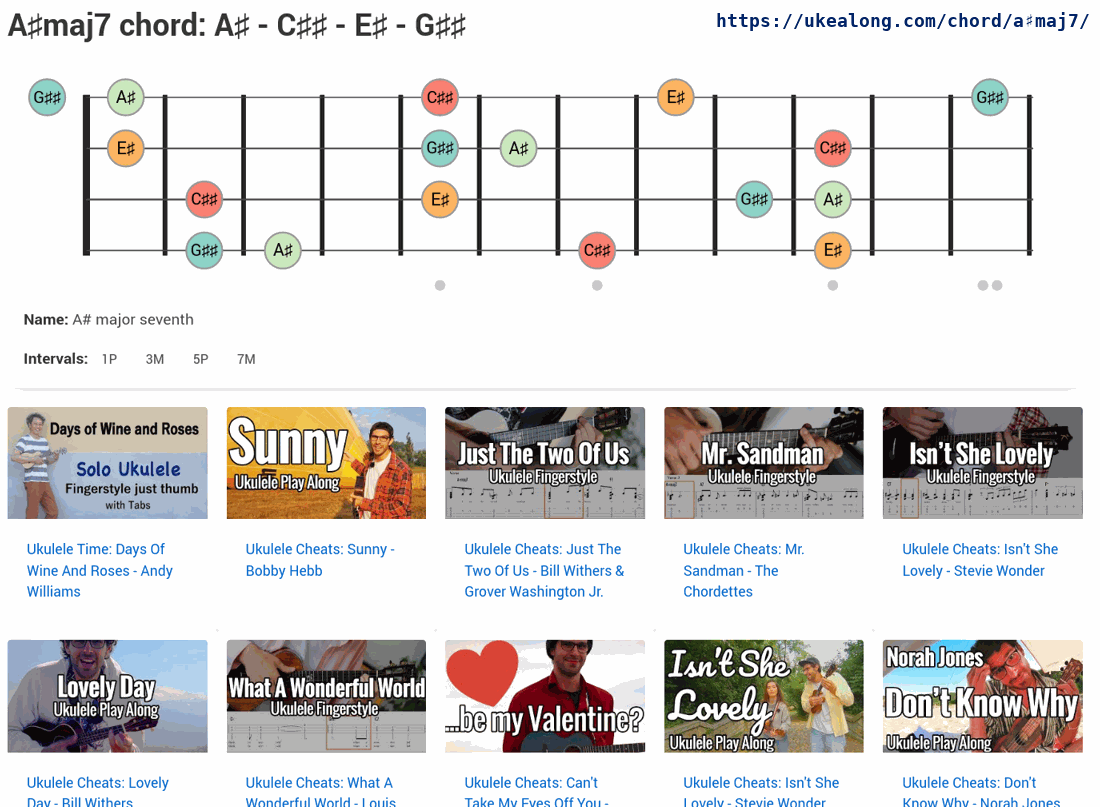 A♯maj7 chord: A♯ - C♯♯ - E♯ - G♯♯
https://ukealong.com/chord/a♯maj7/
G♯♯ A♯ C♯♯ E♯ G♯♯
E♯ G♯♯ A♯ C♯♯
C♯♯ E♯ G♯♯ A♯
G♯♯ A♯ C♯♯ E♯
Name: A# major seventh
Intervals: 1P 3M 5P 7M
Days of Wine and Roses
Solo Ukulele
Fingerstyle just thumb
with Tabs
Sunny
Ukulele Play Along
Just The Two Of Us
Ukulele Fingerstyle
Mr. Sandman
Ukulele Fingerstyle
Isn't She Lovely
Ukulele Fingerstyle
Ukulele Time: Days Of
Wine And Roses - Andy
Williams
Ukulele Cheats: Sunny -
Bobby Hebb
Ukulele Cheats: Just The
Two Of Us - Bill Withers &
Grover Washington Jr.
Ukulele Cheats: Mr.
Sandman - The
Chordettes
Ukulele Cheats: Isn't She
Lovely - Stevie Wonder
Lovely Day
Ukulele Play Along
What A Wonderful World
Ukulele Fingerstyle
...be my Valentine?
Isn't She
Lovely
Ukulele Play Along
Norah Jones
Don't Know Why
Ukulele Play Along
Ukulele Cheats: Lovely
Day - Bill Withers
Ukulele Cheats: What A
Wonderful World - Louis
Ukulele Cheats: Can't
Take My Eyes Off You -
Ukulele Cheats: Isn't She
Lovely - Stevie Wonder
Ukulele Cheats: Don't
Know Why - Norah Jones